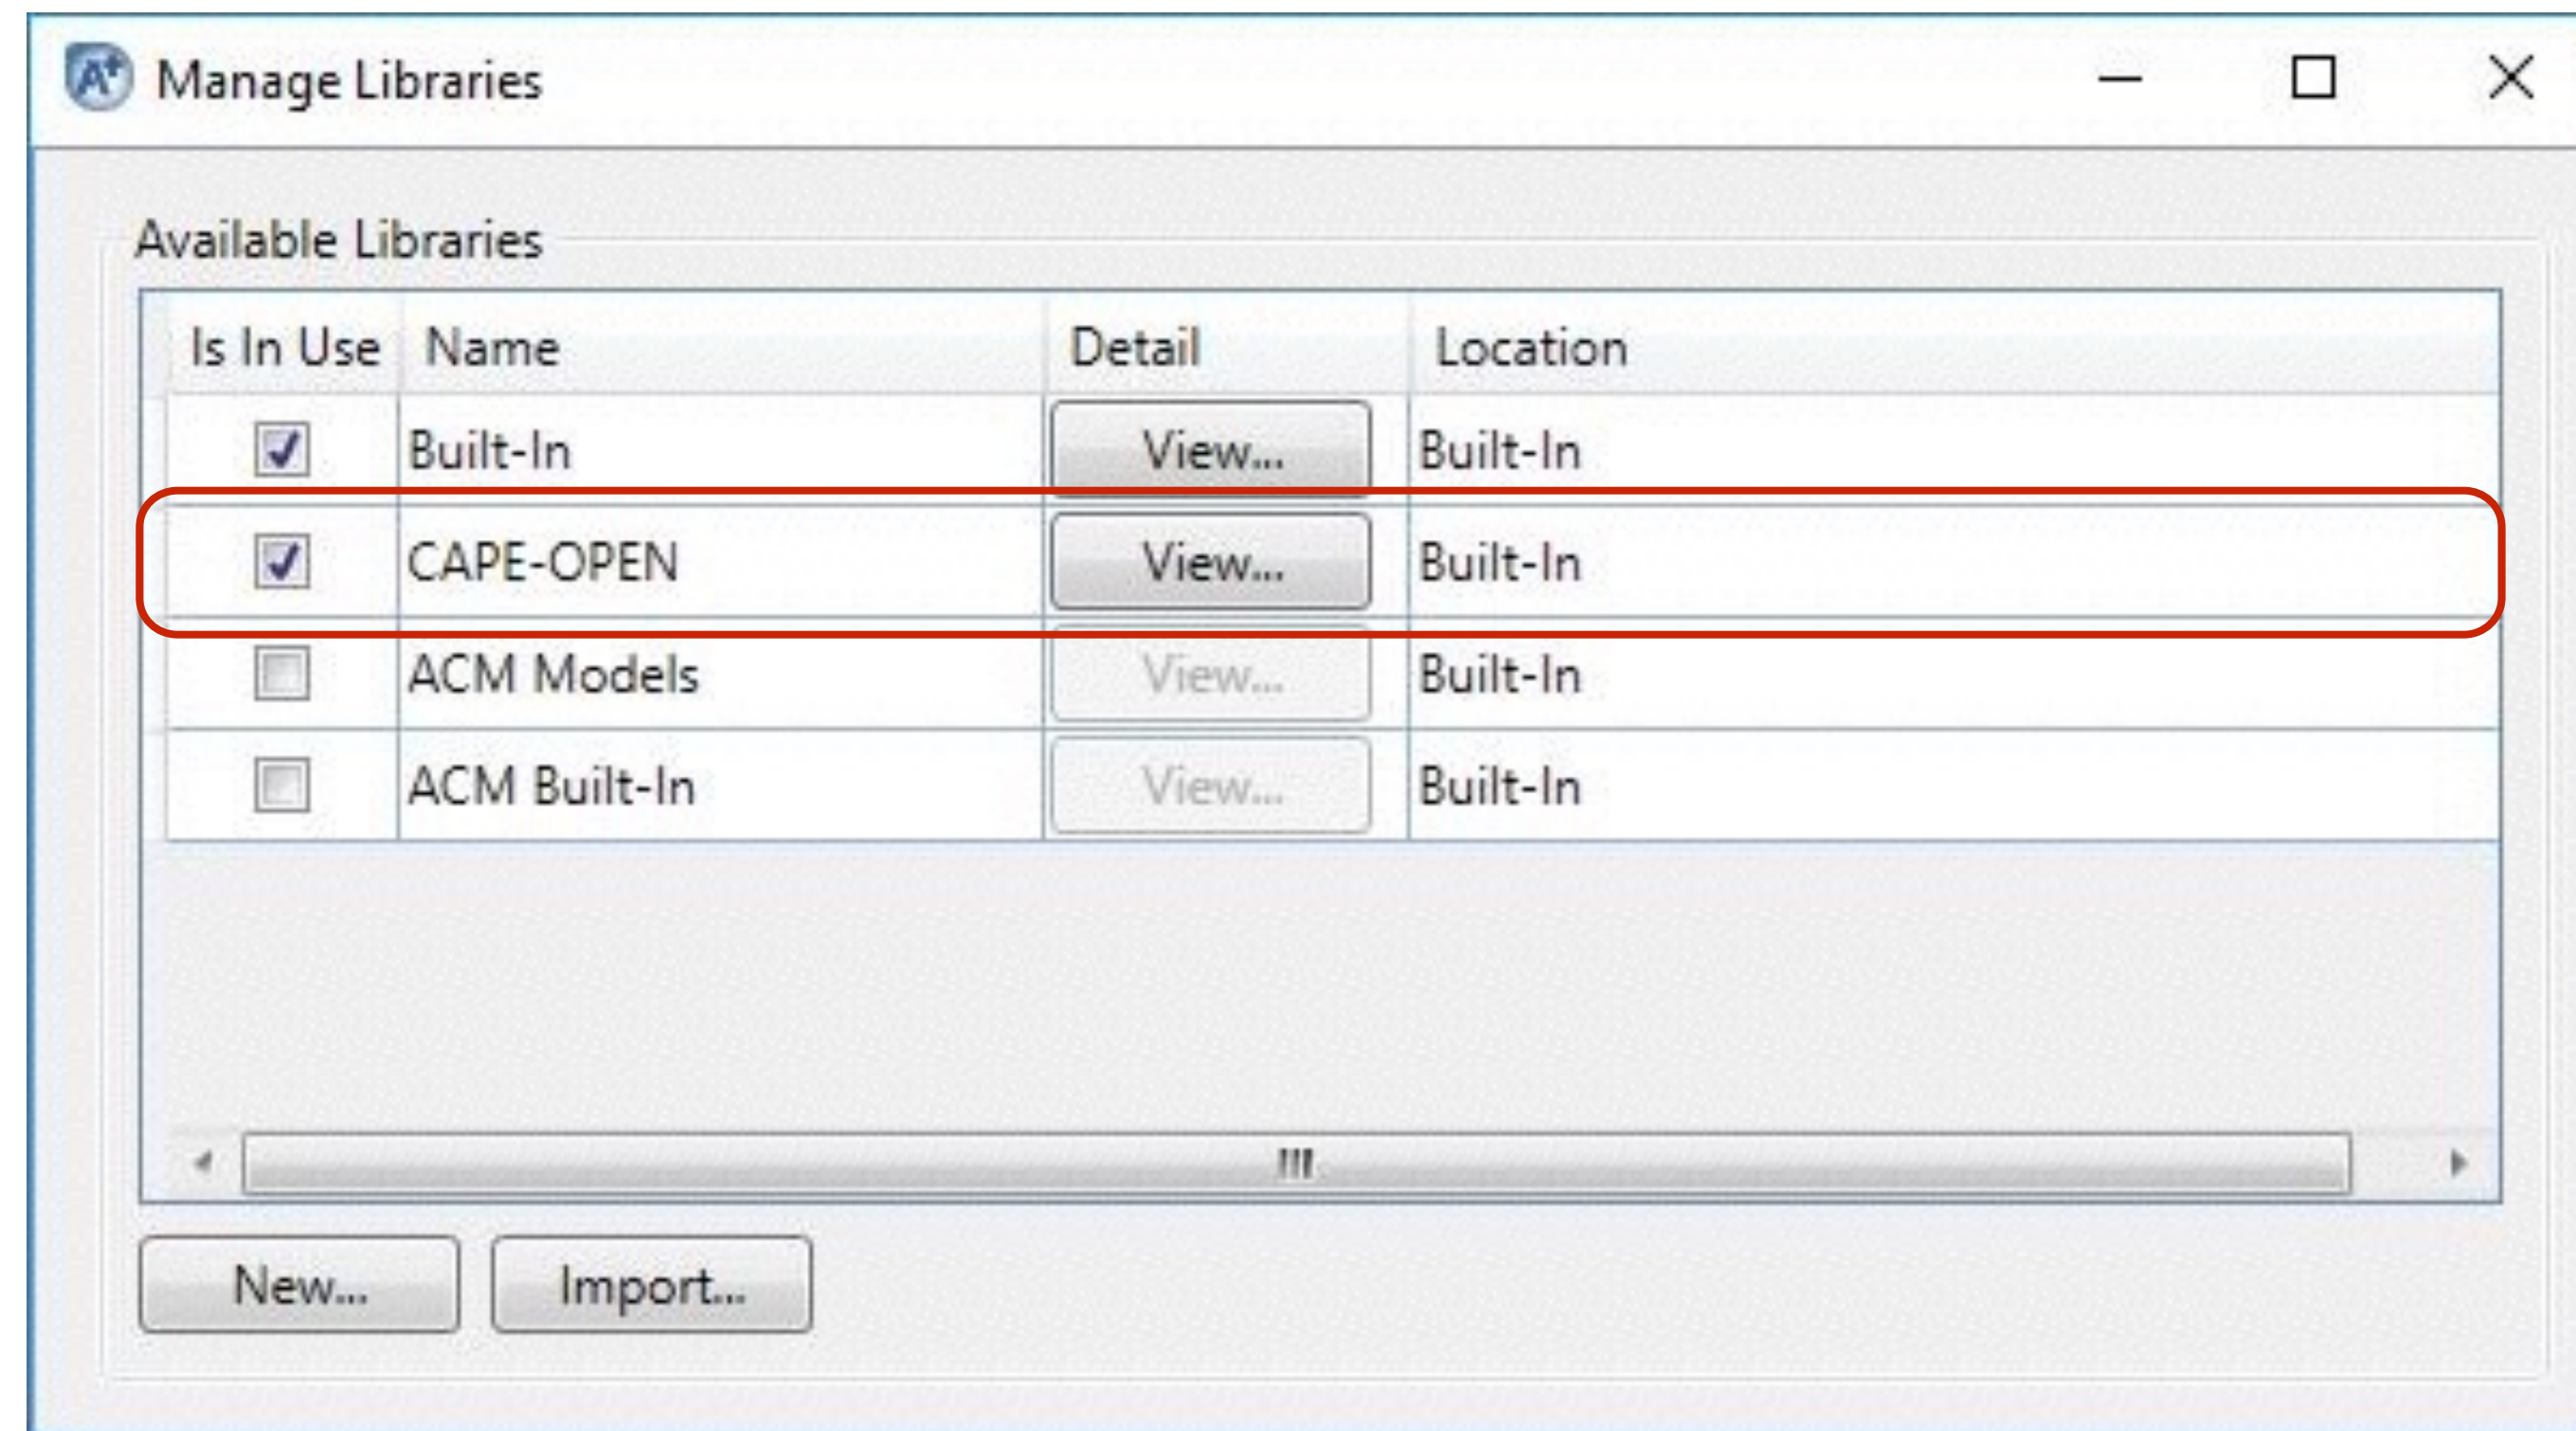 A+ Manage Libraries
Available Libraries
Is In Use Name Detail Location
Built-In View... Built-In
CAPE-OPEN View... Built-In
ACM Models View... Built-In
ACM Built-In View... Built-In
New... Import...